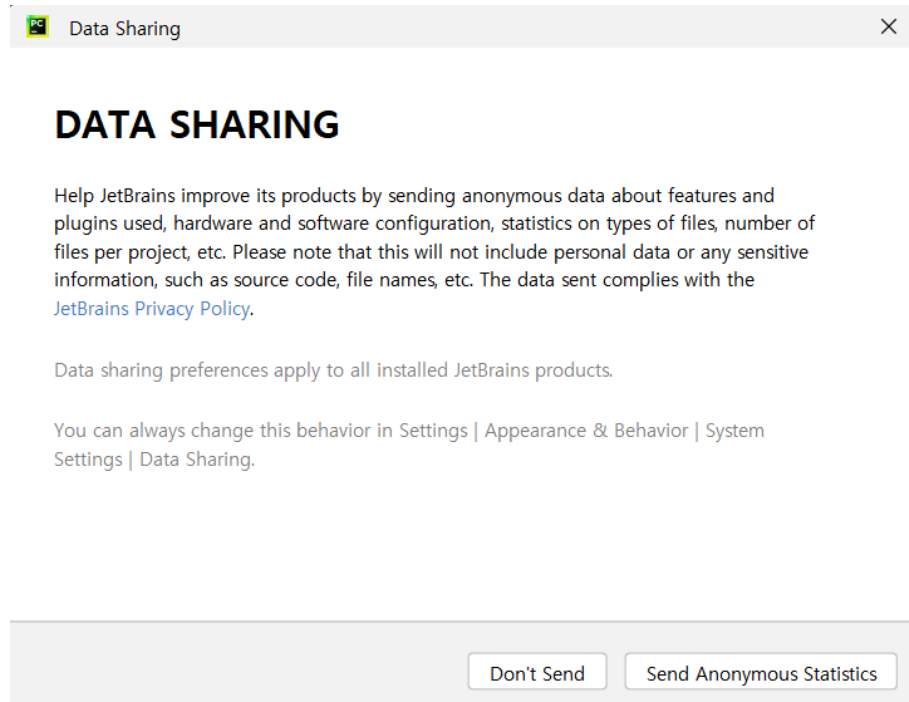 PC
Data Sharing
DATA SHARING
Help JetBrains improve its products by sending anonymous data about features and
plugins used, hardware and software configuration, statistics on types of files, number of
files per project, etc. Please note that this will not include personal data or any sensitive
information, such as source code, file names, etc. The data sent complies with the
JetBrains Privacy Policy.
Data sharing preferences apply to all installed JetBrains products.
You can always change this behavior in Settings | Appearance & Behavior | System
Settings | Data Sharing.
Don't Send
Send Anonymous Statistics